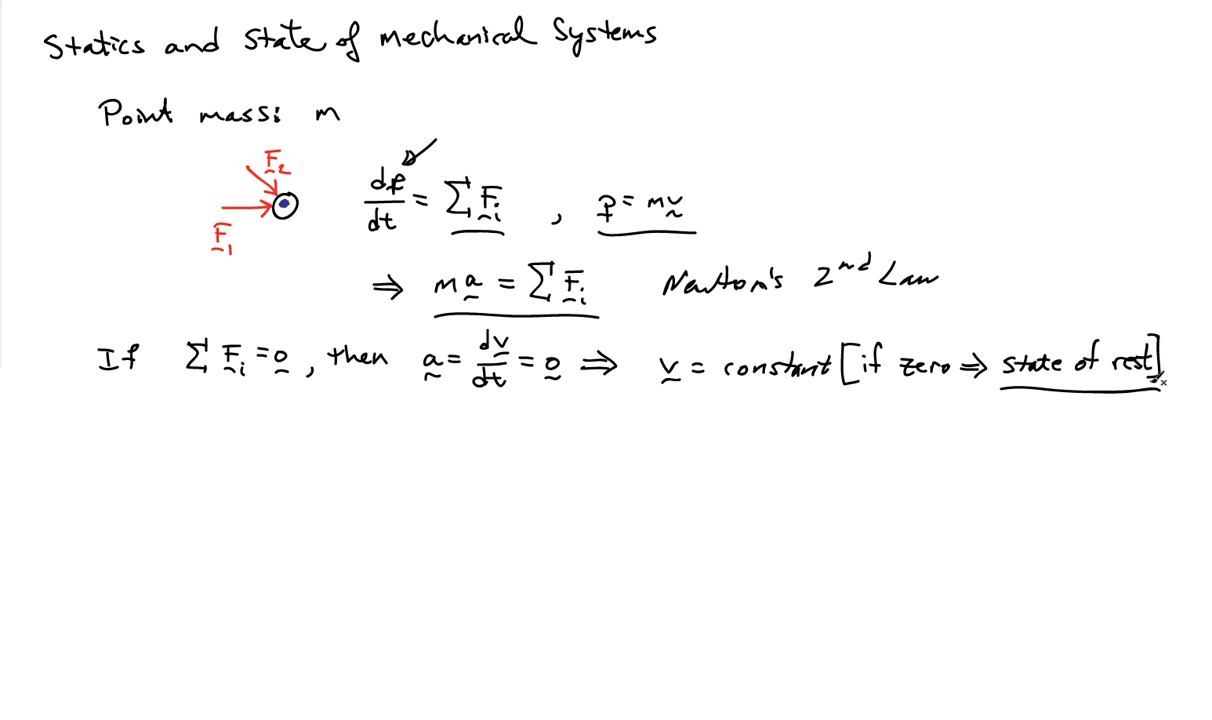 Statics and State of Mechanical Systems
Point mass: m
F2
F1
dp/dt = ∑ Fi , p = mv
⇒ ma = ∑ Fi Newton's 2nd Law
If ∑ Fi = 0, then a = dv/dt = 0 ⇒ v = constant [if zero ⇒ state of rest]